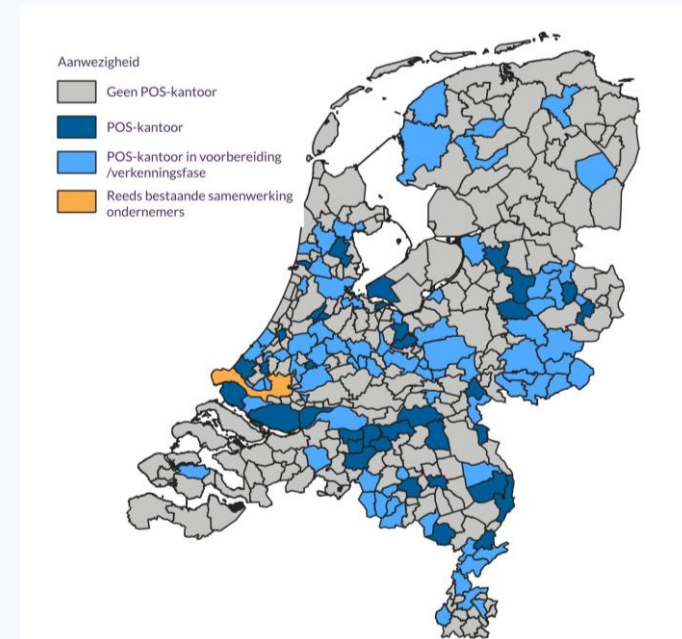 Aanwezigheid
Geen POS-kantoor
POS-kantoor
POS-kantoor in voorbereiding
/verkenningsfase
Reeds bestaande samenwerking
ondernemers